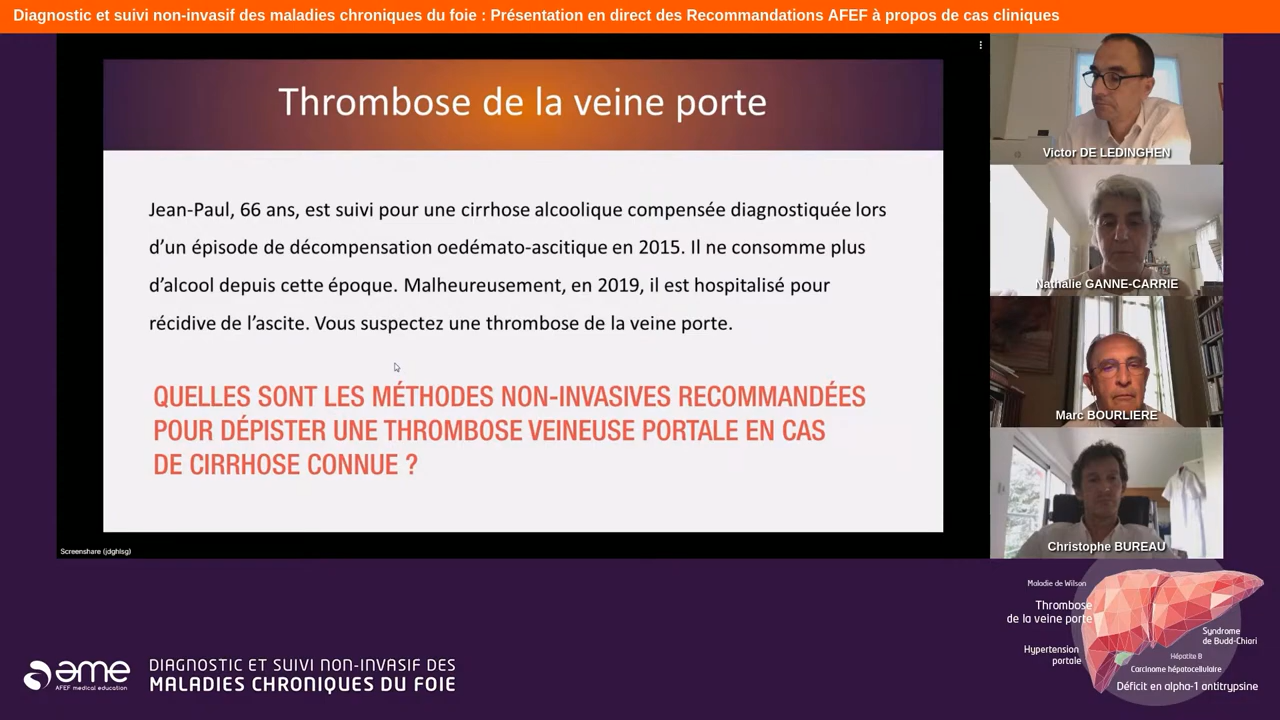 Diagnostic et suivi non-invasif des maladies chroniques du foie : Présentation en direct des Recommandations AFEF à propos de cas cliniques
Thrombose de la veine porte
Jean-Paul, 66 ans, est suivi pour une cirrhose alcoolique compensée diagnostiquée lors
d’un épisode de décompensation oedémato-ascitique en 2015. Il ne consomme plus
d’alcool depuis cette époque. Malheureusement, en 2019, il est hospitalisé pour
récidive de l’ascite. Vous suspectez une thrombose de la veine porte.
QUELLES SONT LES MÉTHODES NON-INVASIVES RECOMMANDÉES
POUR DÉPISTER UNE THROMBOSE VEINEUSE PORTALE EN CAS
DE CIRRHOSE CONNUE ?
Screenshare (jdghlsg)
Victor DE LEDINGHEN
Nathalie GANNE-CARRIE
Marc BOURLIERE
Christophe BUREAU
Maladie de Wilson
Thrombose
de la veine porte
Syndrome
de Budd-Chiari
Hypertension
portale
Hépatite B
Carcinome hépatocellulaire
Déficit en alpha-1 antitrypsine
ame
AFEF medical education
DIAGNOSTIC ET SUIVI NON-INVASIF DES
MALADIES CHRONIQUES DU FOIE